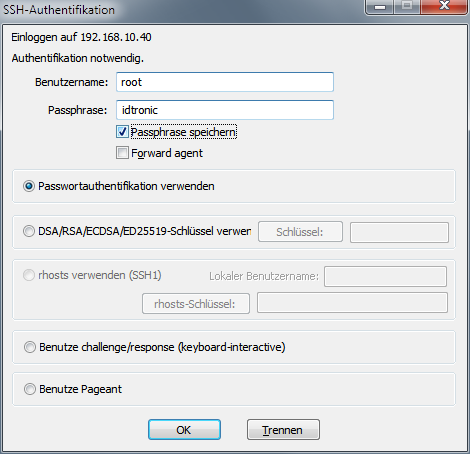 SSH-Authentifikation
Einloggen auf 192.168.10.40
Authentifikation notwendig.
Benutzername: root
Passphrase: idtronic
Passphrase speichern
Forward agent
Passwortauthentifikation verwenden
DSA/RSA/ECDSA/ED25519-Schlüssel verwen Schlüssel:
rhosts verwenden (SSH1) Lokaler Benutzername:
rhosts-Schlüssel:
Benutze challenge/response (keyboard-interactive)
Benutze Pageant
OK Trennen